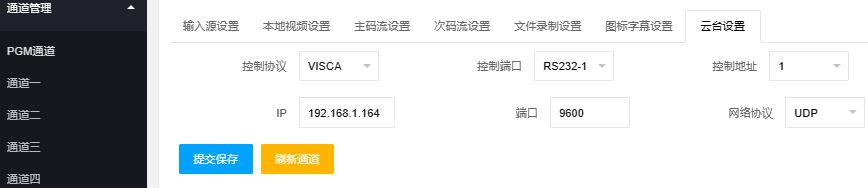 通道管理
PGM通道
通道一
通道二
通道三
通道四
输入源设置 本地视频设置 主码流设置 次码流设置 文件录制设置 图标字幕设置 云台设置
控制协议 VISCA 控制端口 RS232-1 控制地址 1
IP 192.168.1.164 端口 9600 网络协议 UDP
提交保存 刷新通道